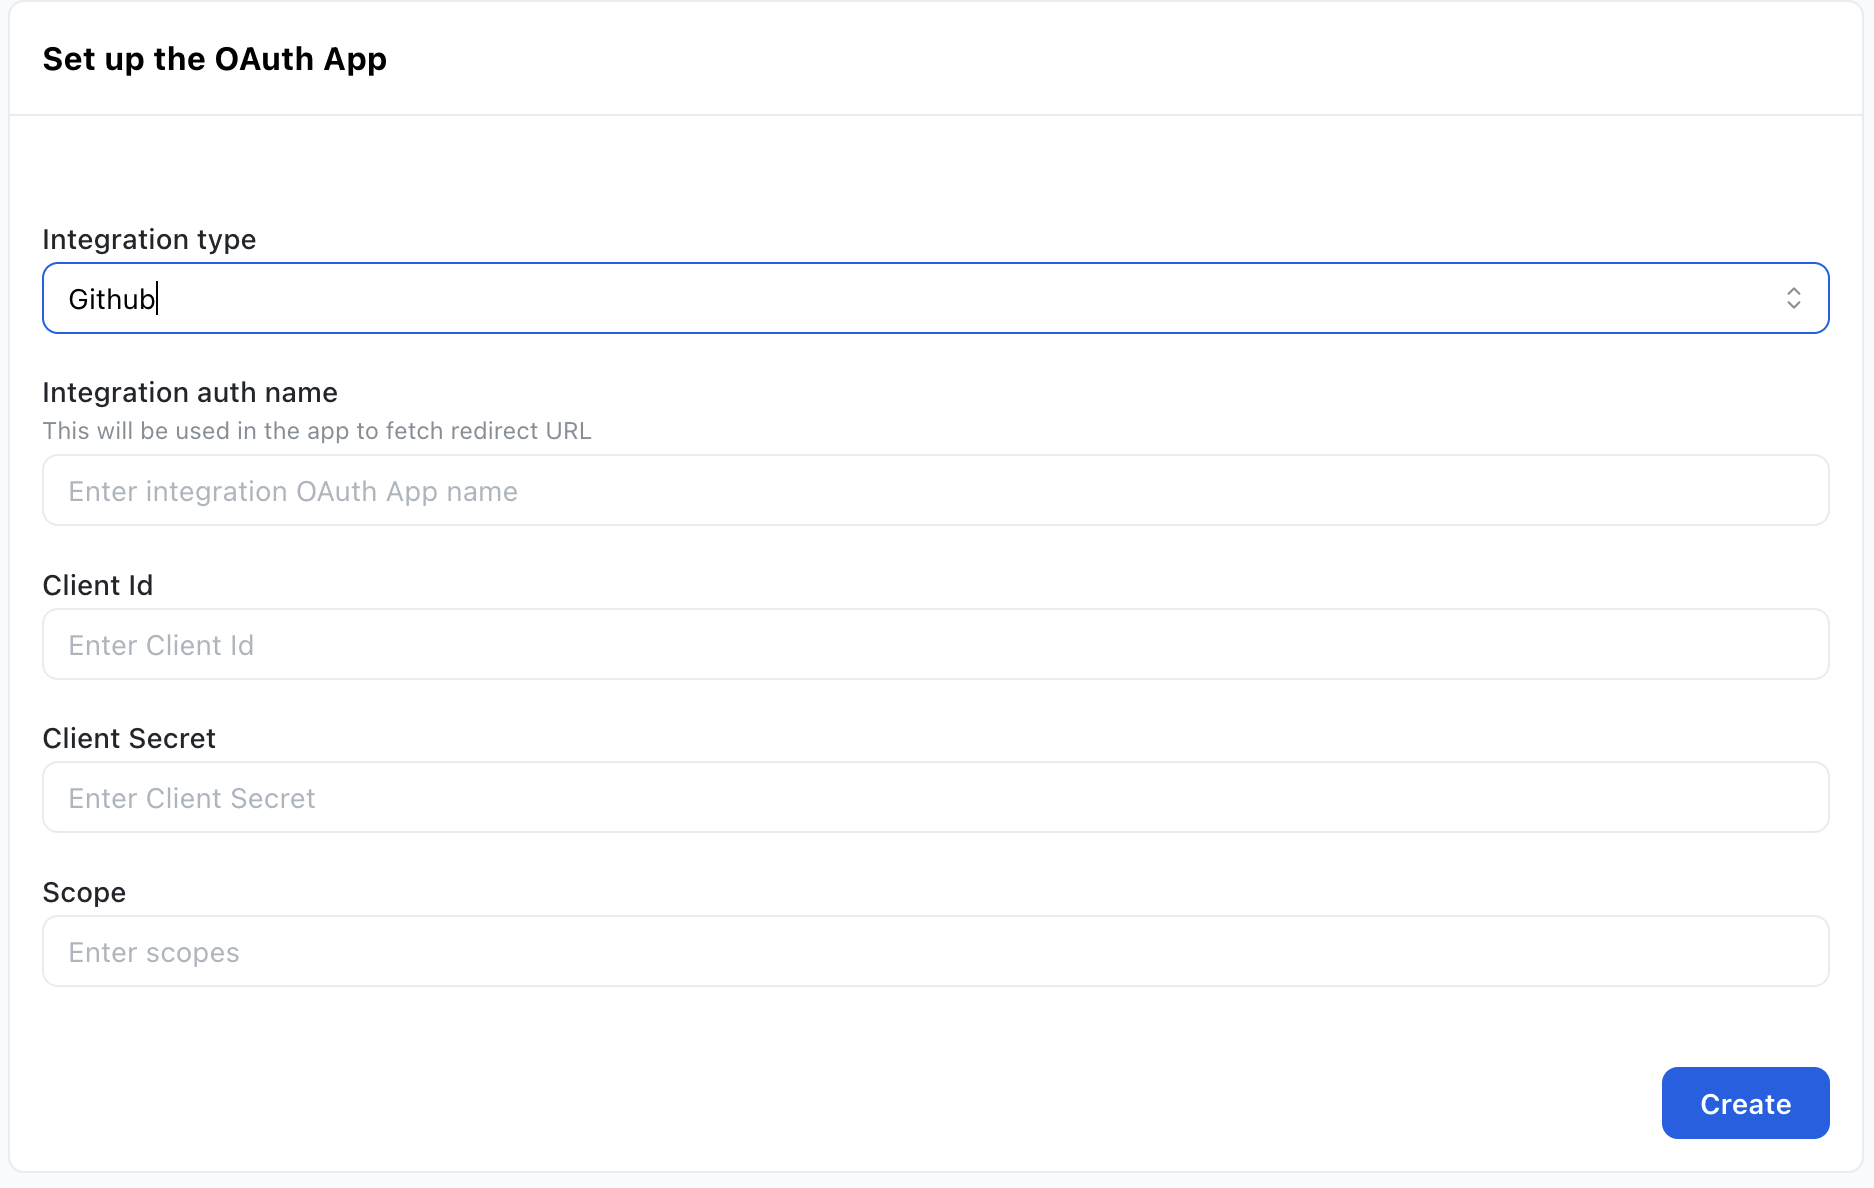 Set up the OAuth App
Integration type
Github
Integration auth name
This will be used in the app to fetch redirect URL
Enter integration OAuth App name
Client Id
Enter Client Id
Client Secret
Enter Client Secret
Scope
Enter scopes
Create